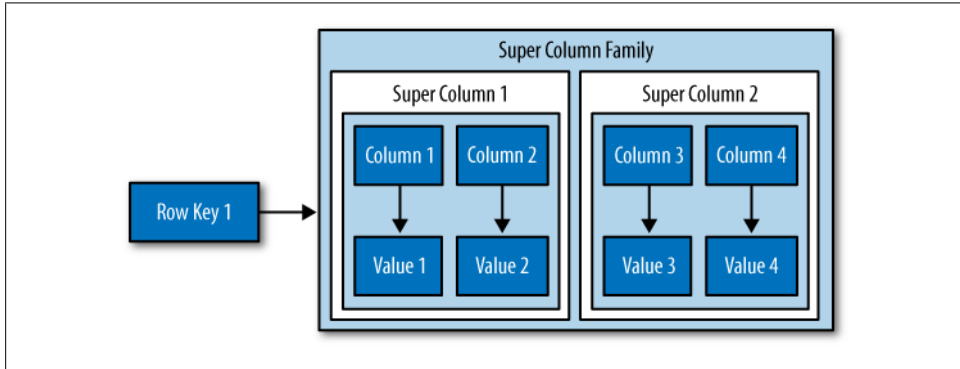 Super Column Family
Super Column 1
Super Column 2
Column 1
Column 2
Column 3
Column 4
Row Key 1
Value 1
Value 2
Value 3
Value 4